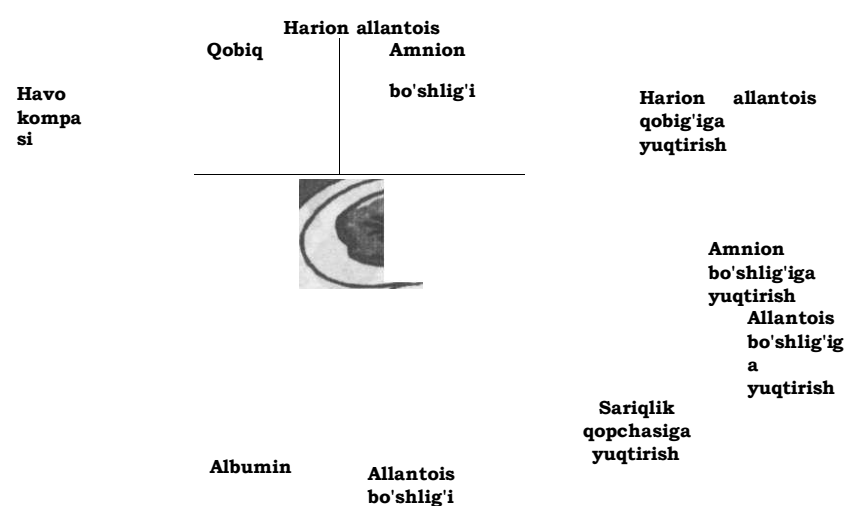 Harion allantois
Qobiq
Amnion
bo'shlig'i
Havo
kompa
si
Harion allantois
qobig'iga
yuqtirish
Amnion
bo'shlig'iga
yuqtirish
Allantois
bo'shlig'ig
a
yuqtirish
Sariqlik
qopchasiga
yuqtirish
Albumin
Allantois
bo'shlig'i